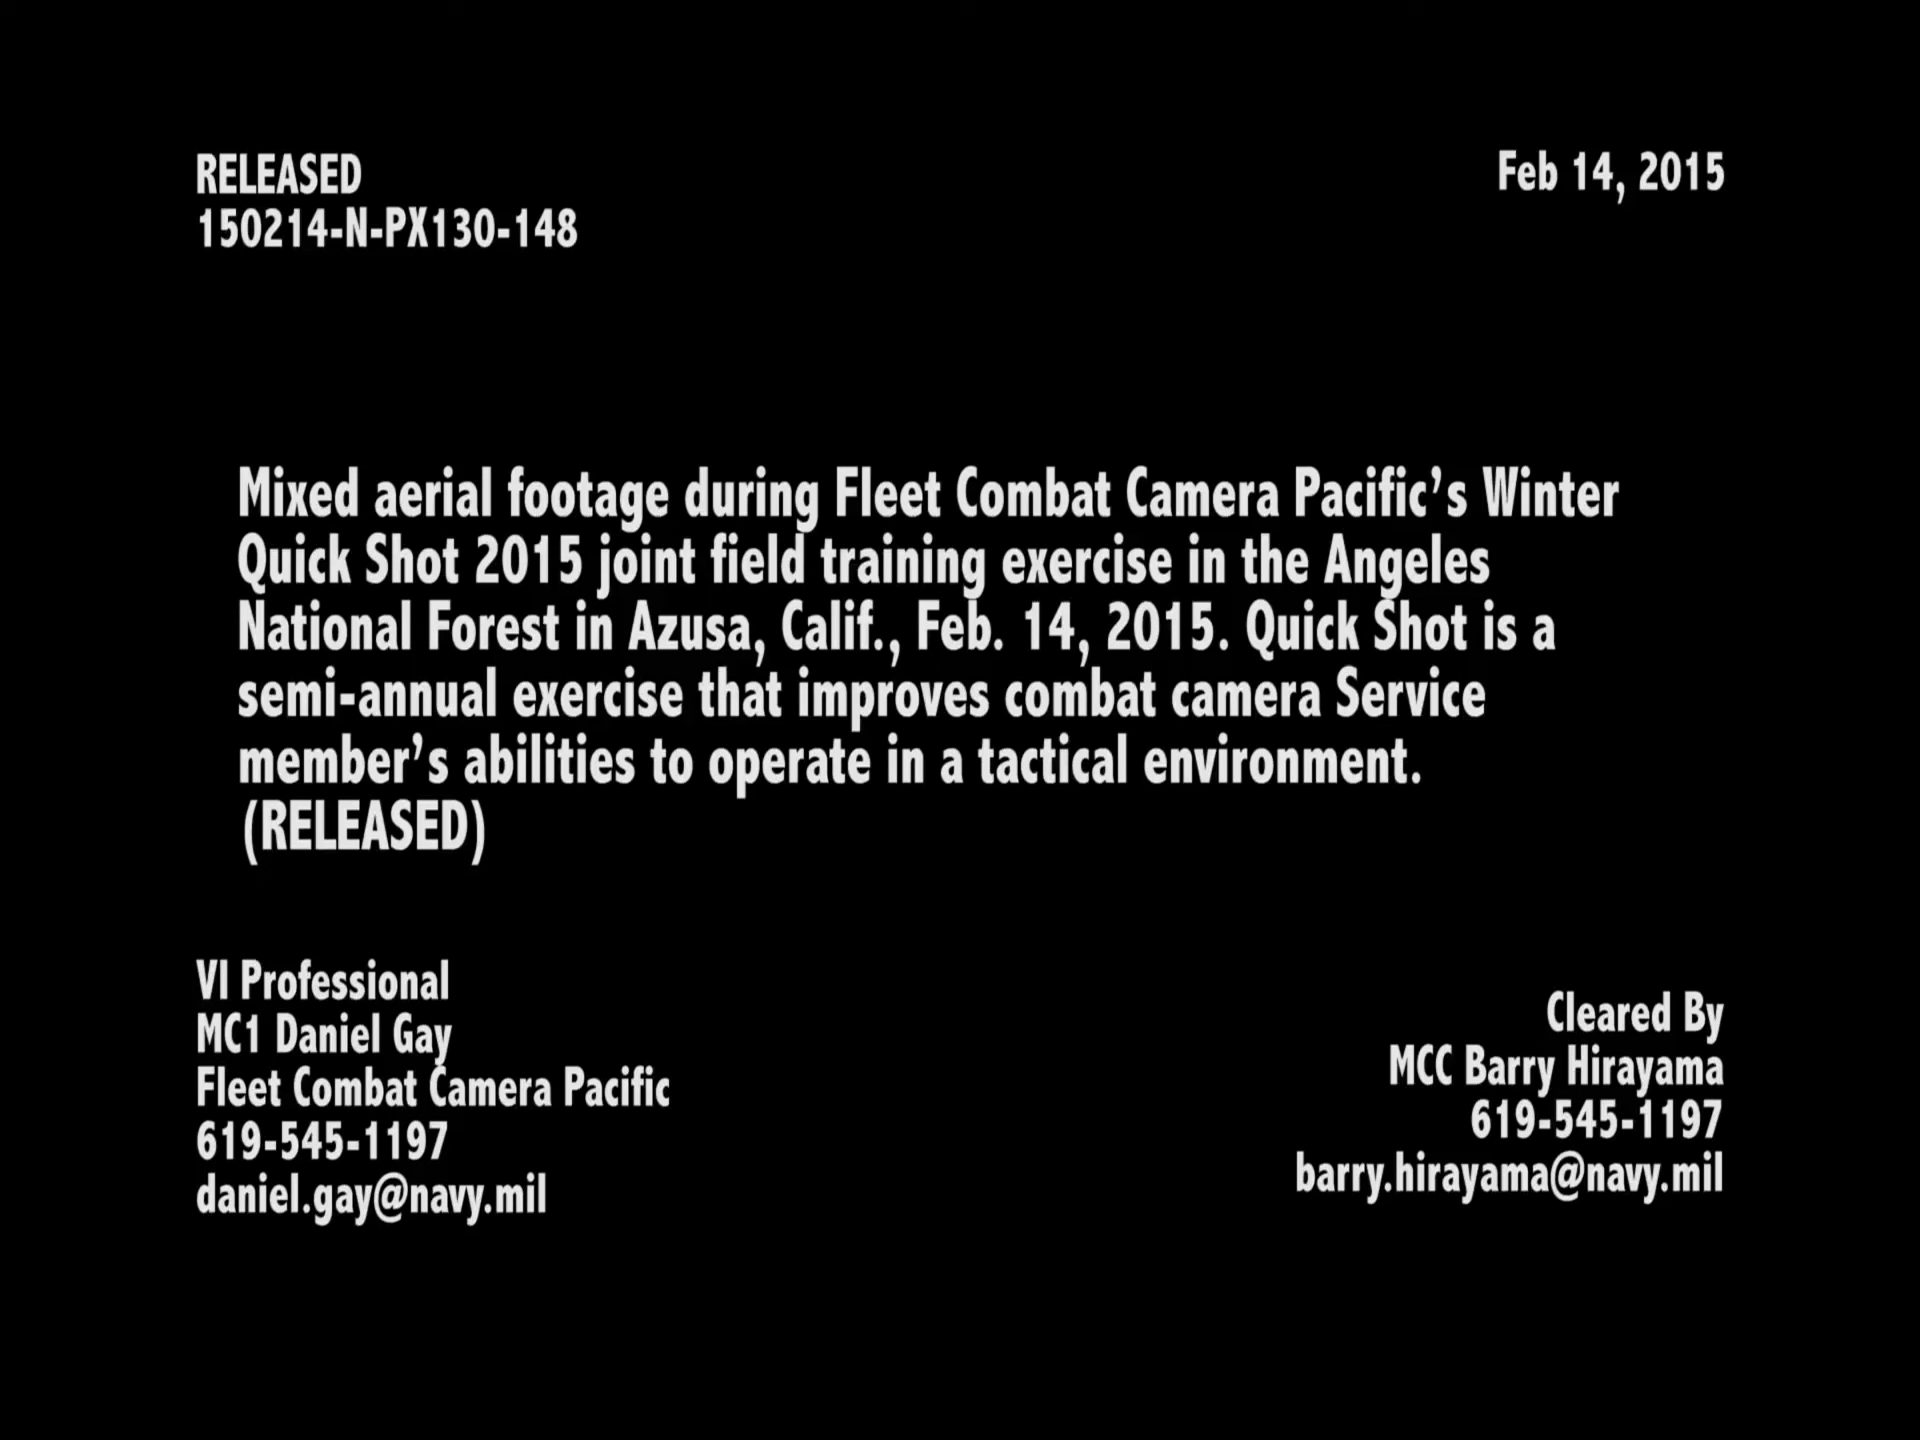 RELEASED
150214-N-PX130-148
Feb 14, 2015
Mixed aerial footage during Fleet Combat Camera Pacific’s Winter
Quick Shot 2015 joint field training exercise in the Angeles
National Forest in Azusa, Calif., Feb. 14, 2015. Quick Shot is a
semi-annual exercise that improves combat camera Service
member’s abilities to operate in a tactical environment.
(RELEASED)
VI Professional
MC1 Daniel Gay
Fleet Combat Camera Pacific
619-545-1197
daniel.gay@navy.mil
Cleared By
MCC Barry Hirayama
619-545-1197
barry.hirayama@navy.mil